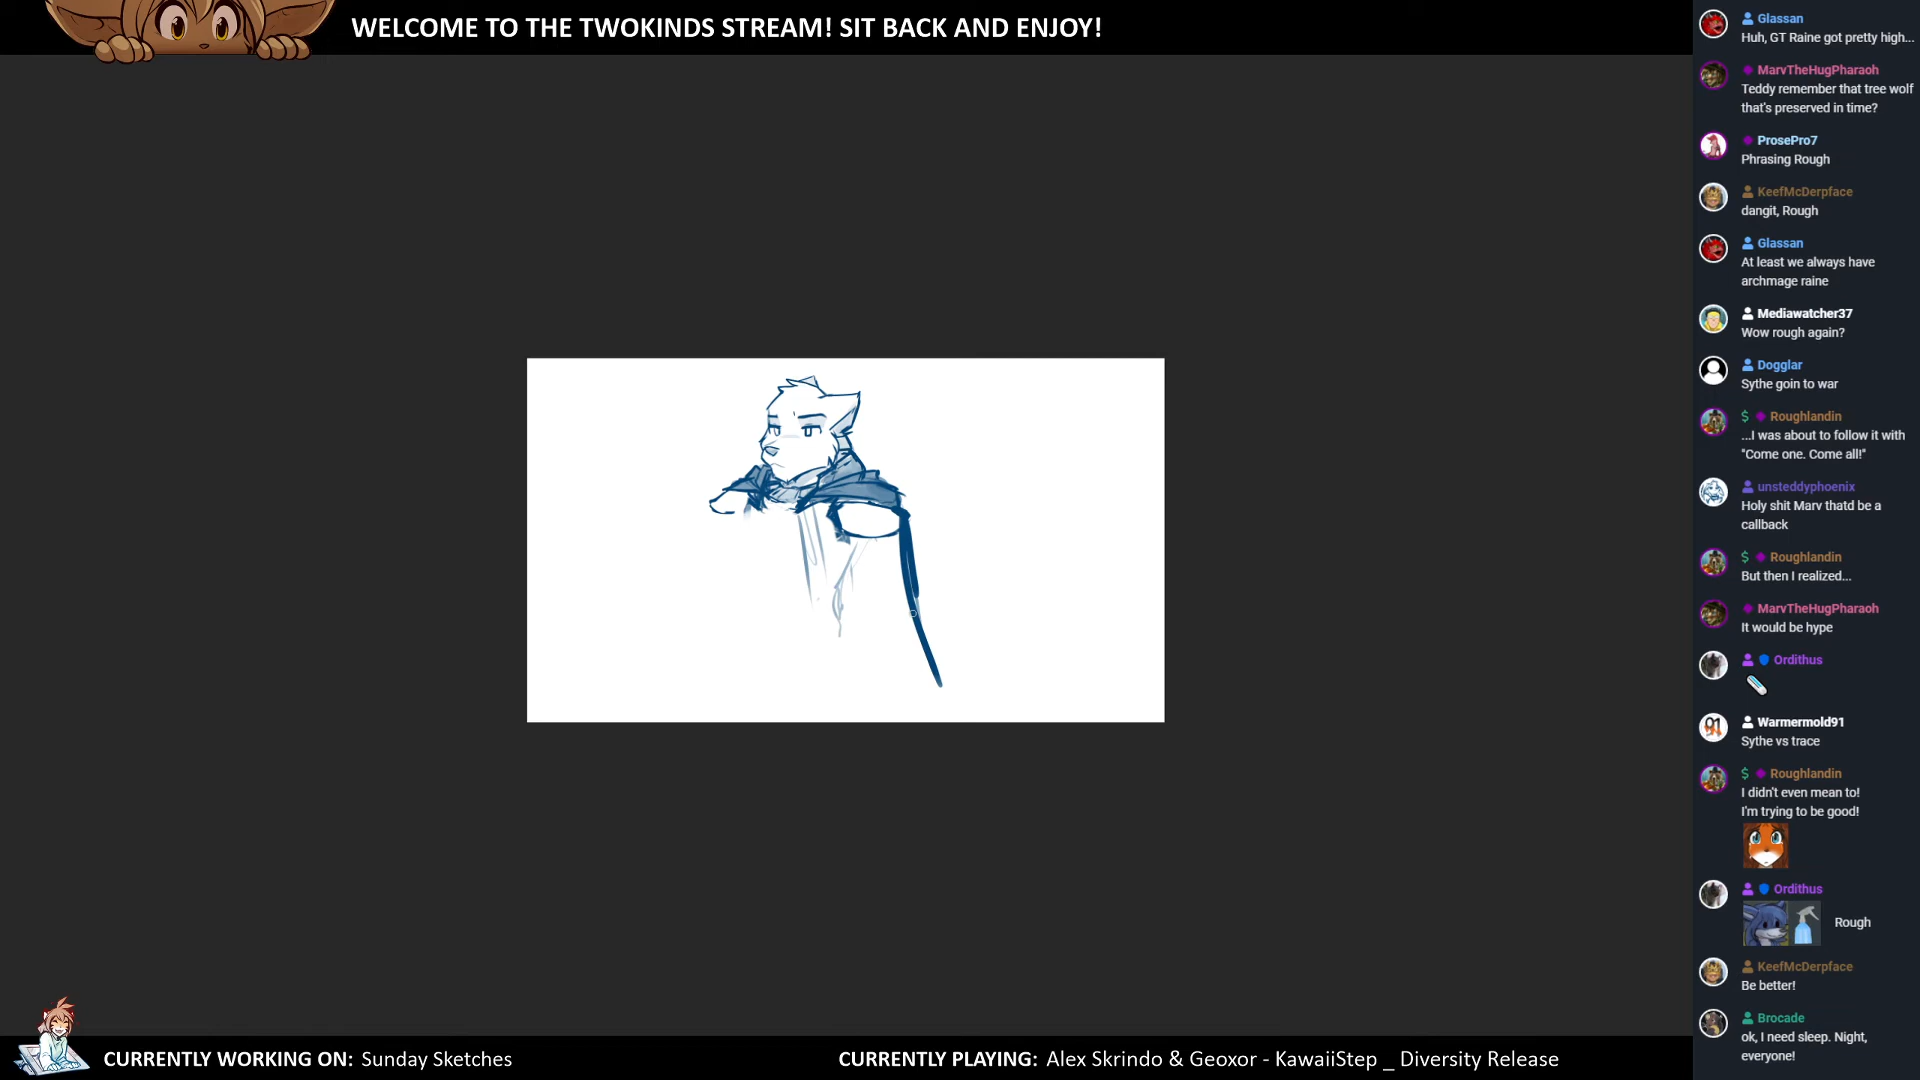 WELCOME TO THE TWOKINDS STREAM! SIT BACK AND ENJOY!
Glassan
Huh, GT Raine got pretty high...
MarvTheHugPharaoh
Teddy remember that tree wolf
that's preserved in time?
ProsePro7
Phrasing Rough
KeefMcDerpface
dangit, Rough
Glassan
At least we always have
archmage raine
Mediawatcher37
Wow rough again?
Dogglar
Sythe goin to war
$ Roughlandin
...I was about to follow it with
"Come one. Come all!"
unsteddyphoenix
Holy shit Marv thatd be a
callback
$ Roughlandin
But then I realized...
MarvTheHugPharaoh
It would be hype
Ordithus
91
Warmermold91
Sythe vs trace
$ Roughlandin
I didn't even mean to!
I'm trying to be good!
Ordithus
Rough
KeefMcDerpface
Be better!
Brocade
ok, I need sleep. Night,
everyone!
CURRENTLY WORKING ON: Sunday Sketches
CURRENTLY PLAYING: Alex Skrindo & Geoxor - KawaiiStep _ Diversity Release